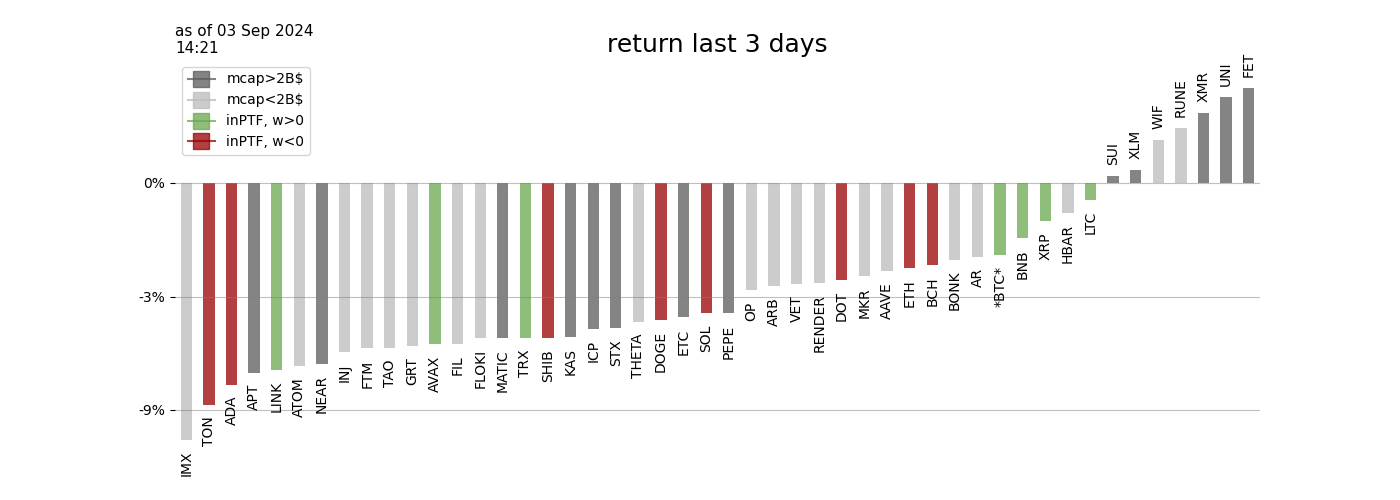 as of 03 Sep 2024
14:21
return last 3 days
mcap>2B$
mcap<2B$
inPTF, w>0
inPTF, w<0
0%
-3%
-9%
IMX
TON
ADA
APT
LINK
ATOM
NEAR
INJ
FTM
TAO
GRT
AVAX
FIL
FLOKI
MATIC
TRX
SHIB
KAS
ICP
STX
THETA
DOGE
ETC
SOL
PEPE
OP
ARB
VET
RENDER
DOT
MKR
AAVE
ETH
BCH
BONK
AR
*BTC*
BNB
XRP
HBAR
LTC
SUI
XLM
WIF
RUNE
XMR
UNI
FET